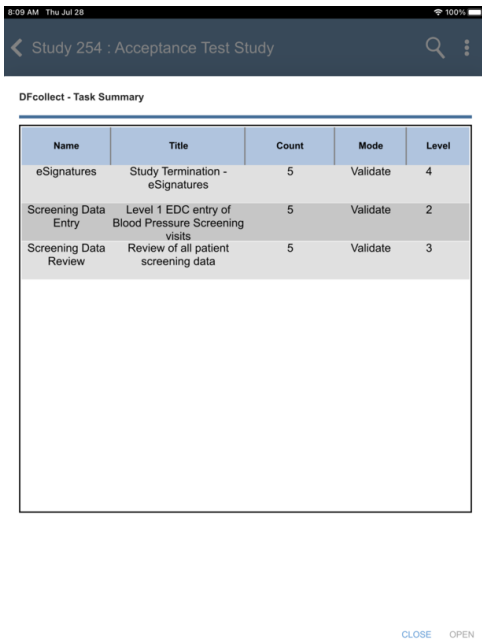 8:09 AM Thu Jul 28 100%
Study 254 : Acceptance Test Study
DFcollect - Task Summary
Name Title Count Mode Level
eSignatures Study Termination - 5 Validate 4
eSignatures
Screening Data Level 1 EDC entry of 5 Validate 2
Entry Blood Pressure Screening
visits
Screening Data Review of all patient 5 Validate 3
Review screening data
CLOSE OPEN